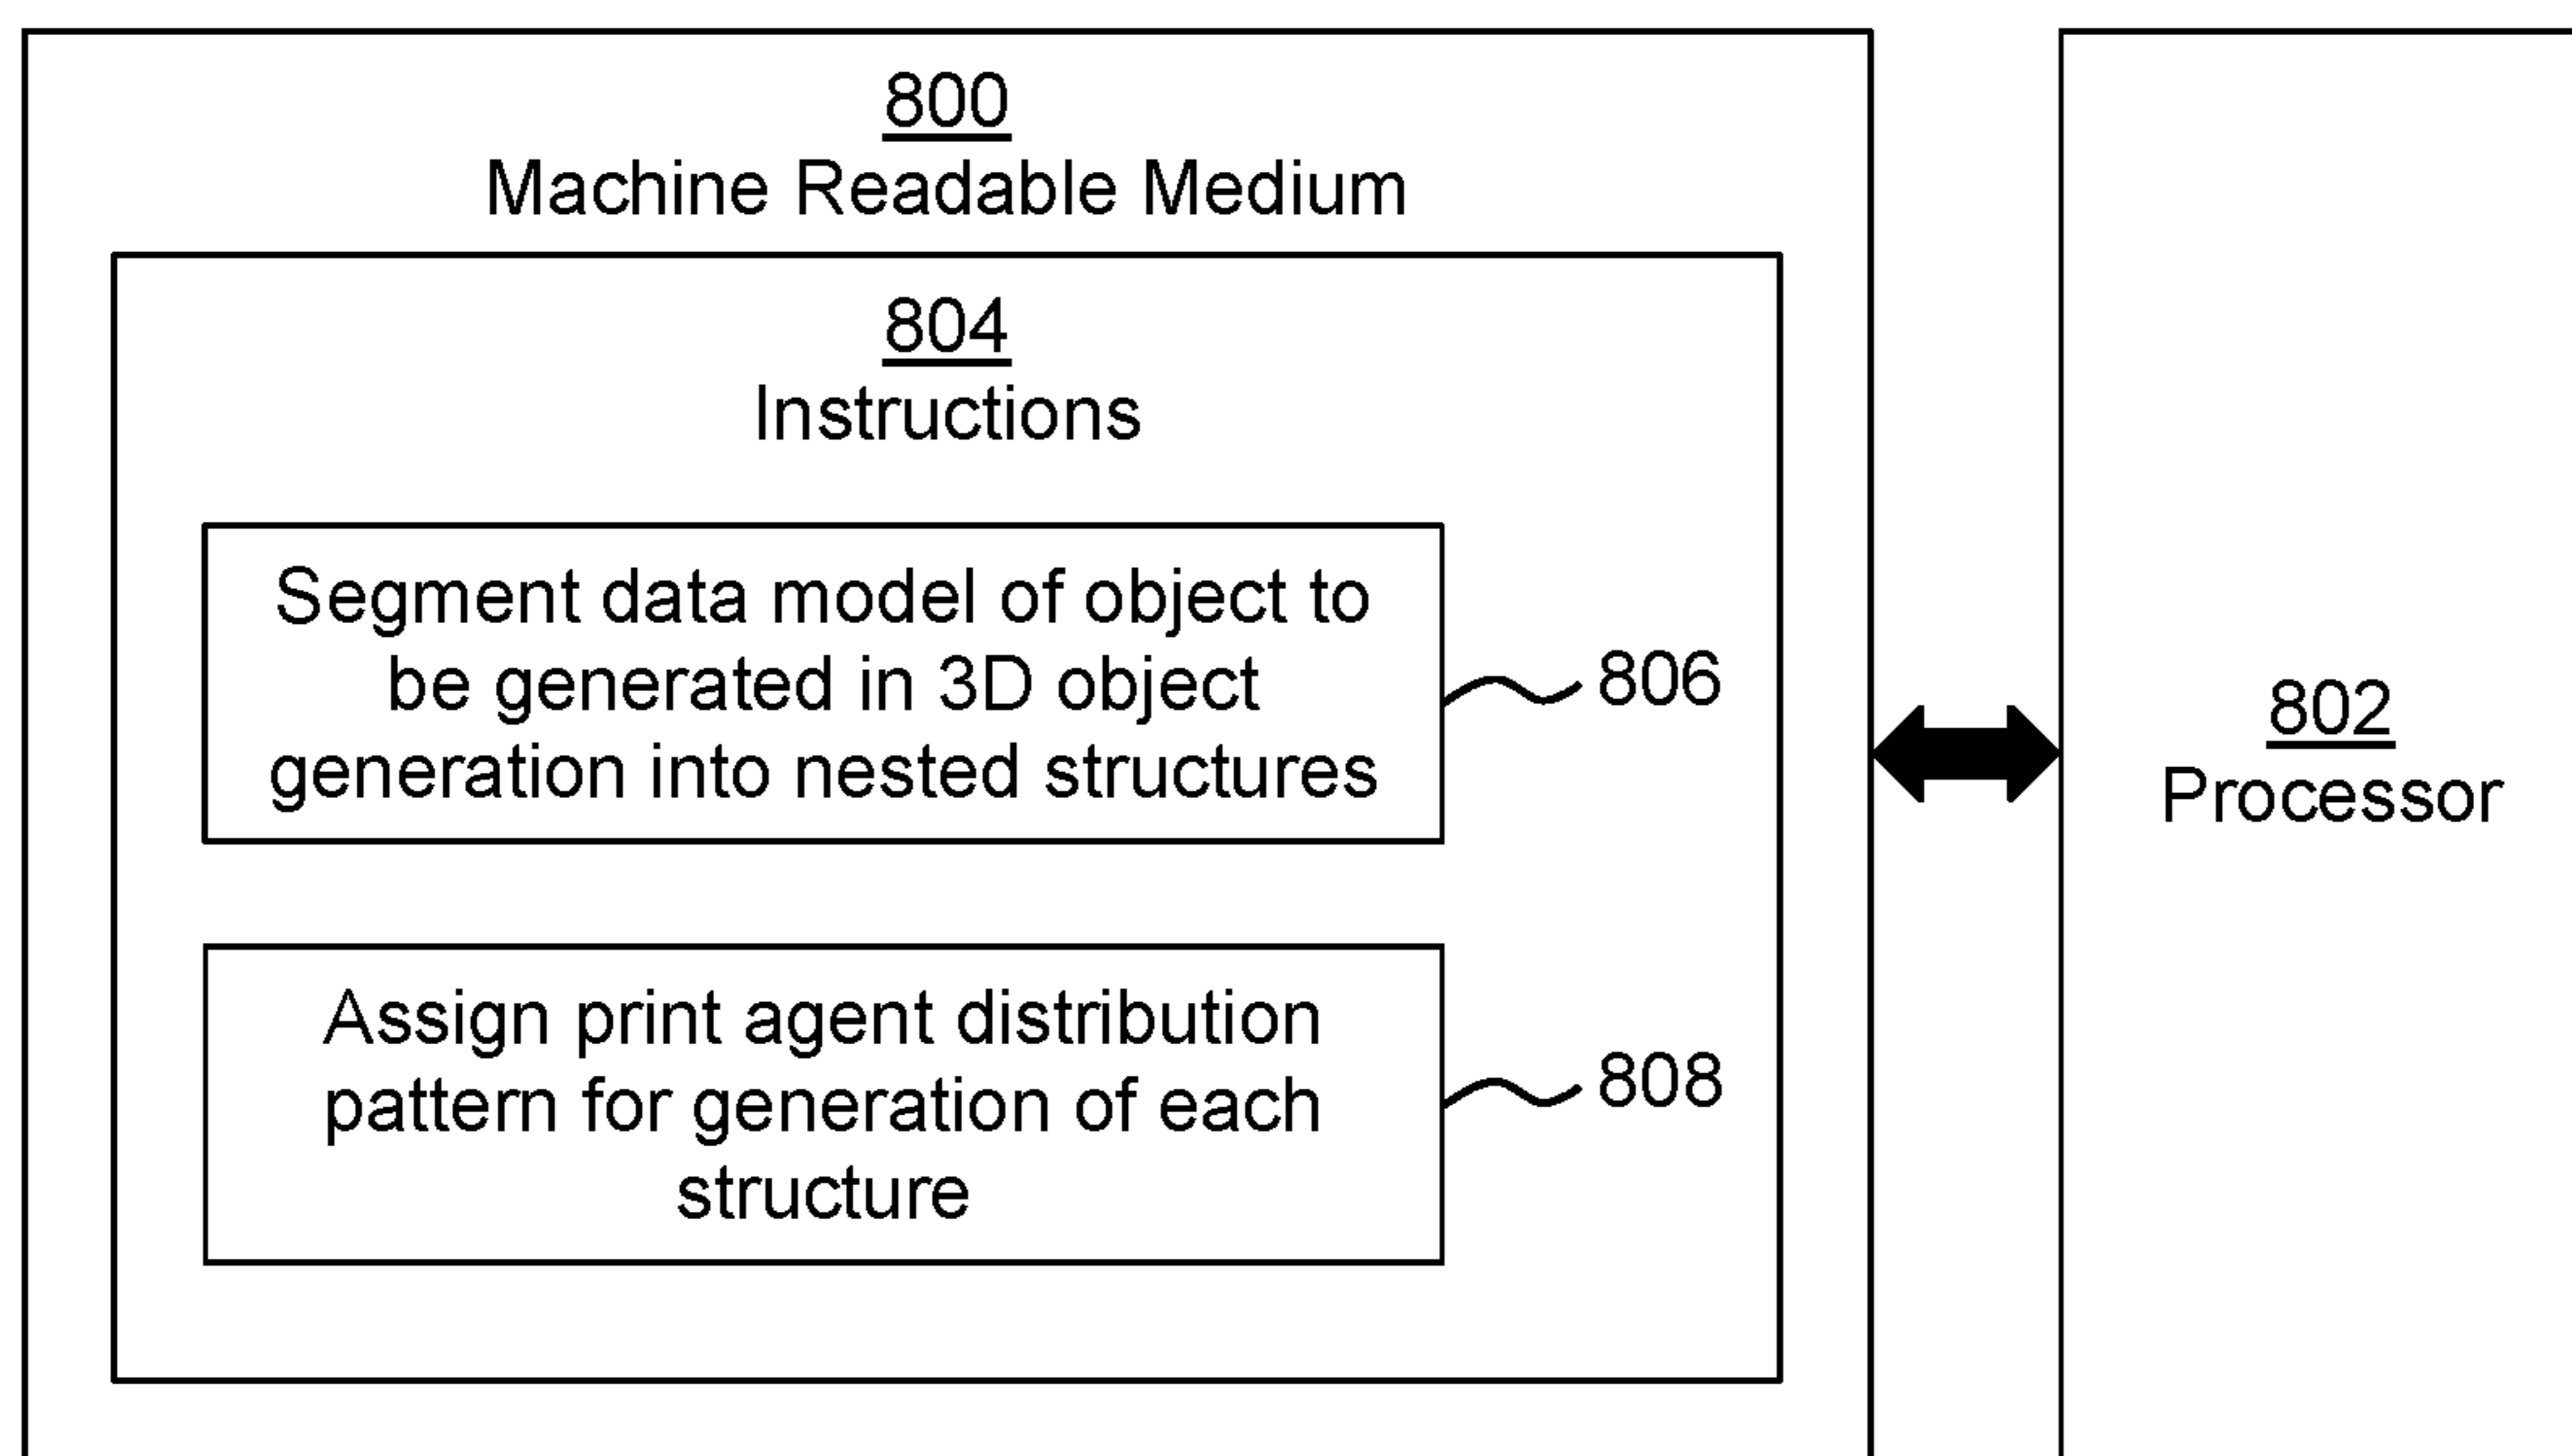 800
Machine Readable Medium
804
Instructions
Segment data model of object to
be generated in 3D object
generation into nested structures
806
Assign print agent distribution
pattern for generation of each
structure
808
802
Processor